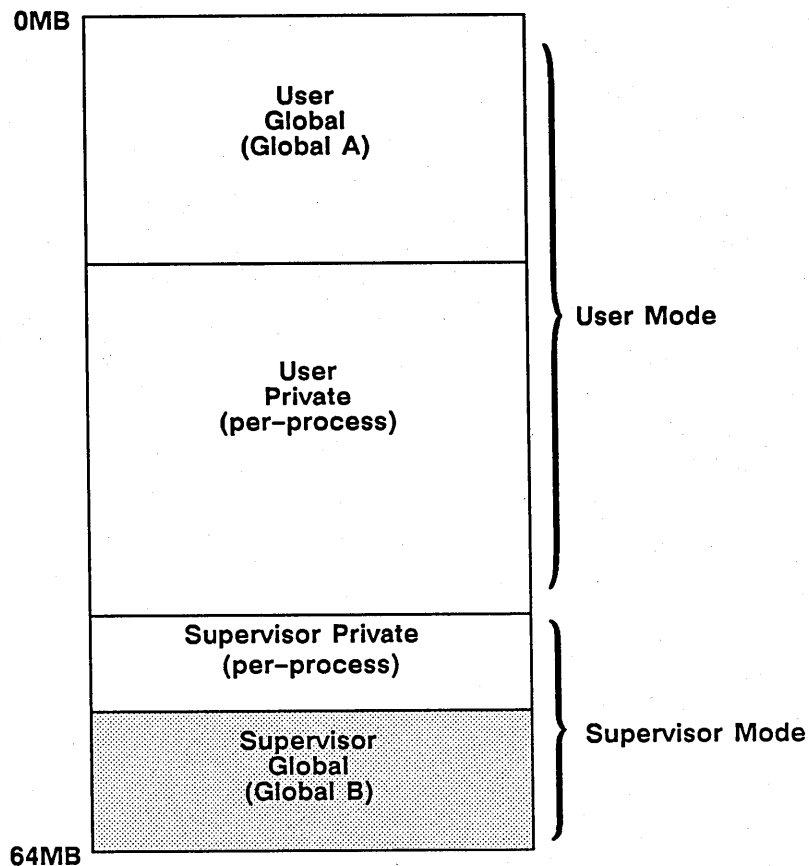 0MB
User
Global
(Global A)
User
Private
(per-process)
User Mode
Supervisor Private
(per-process)
Supervisor
Global
(Global B)
Supervisor Mode
64MB